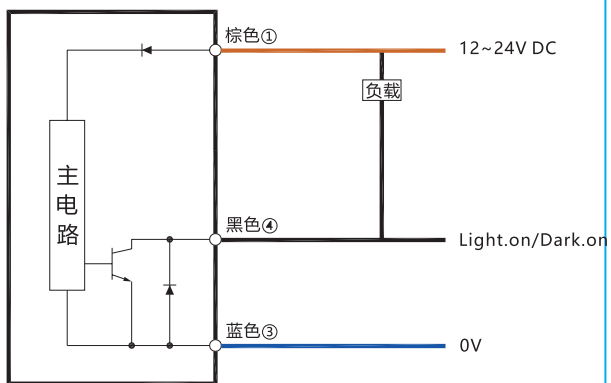 棕色①
12~24V DC
负载
主电路
黑色④
Light.on/Dark.on
蓝色③
0V